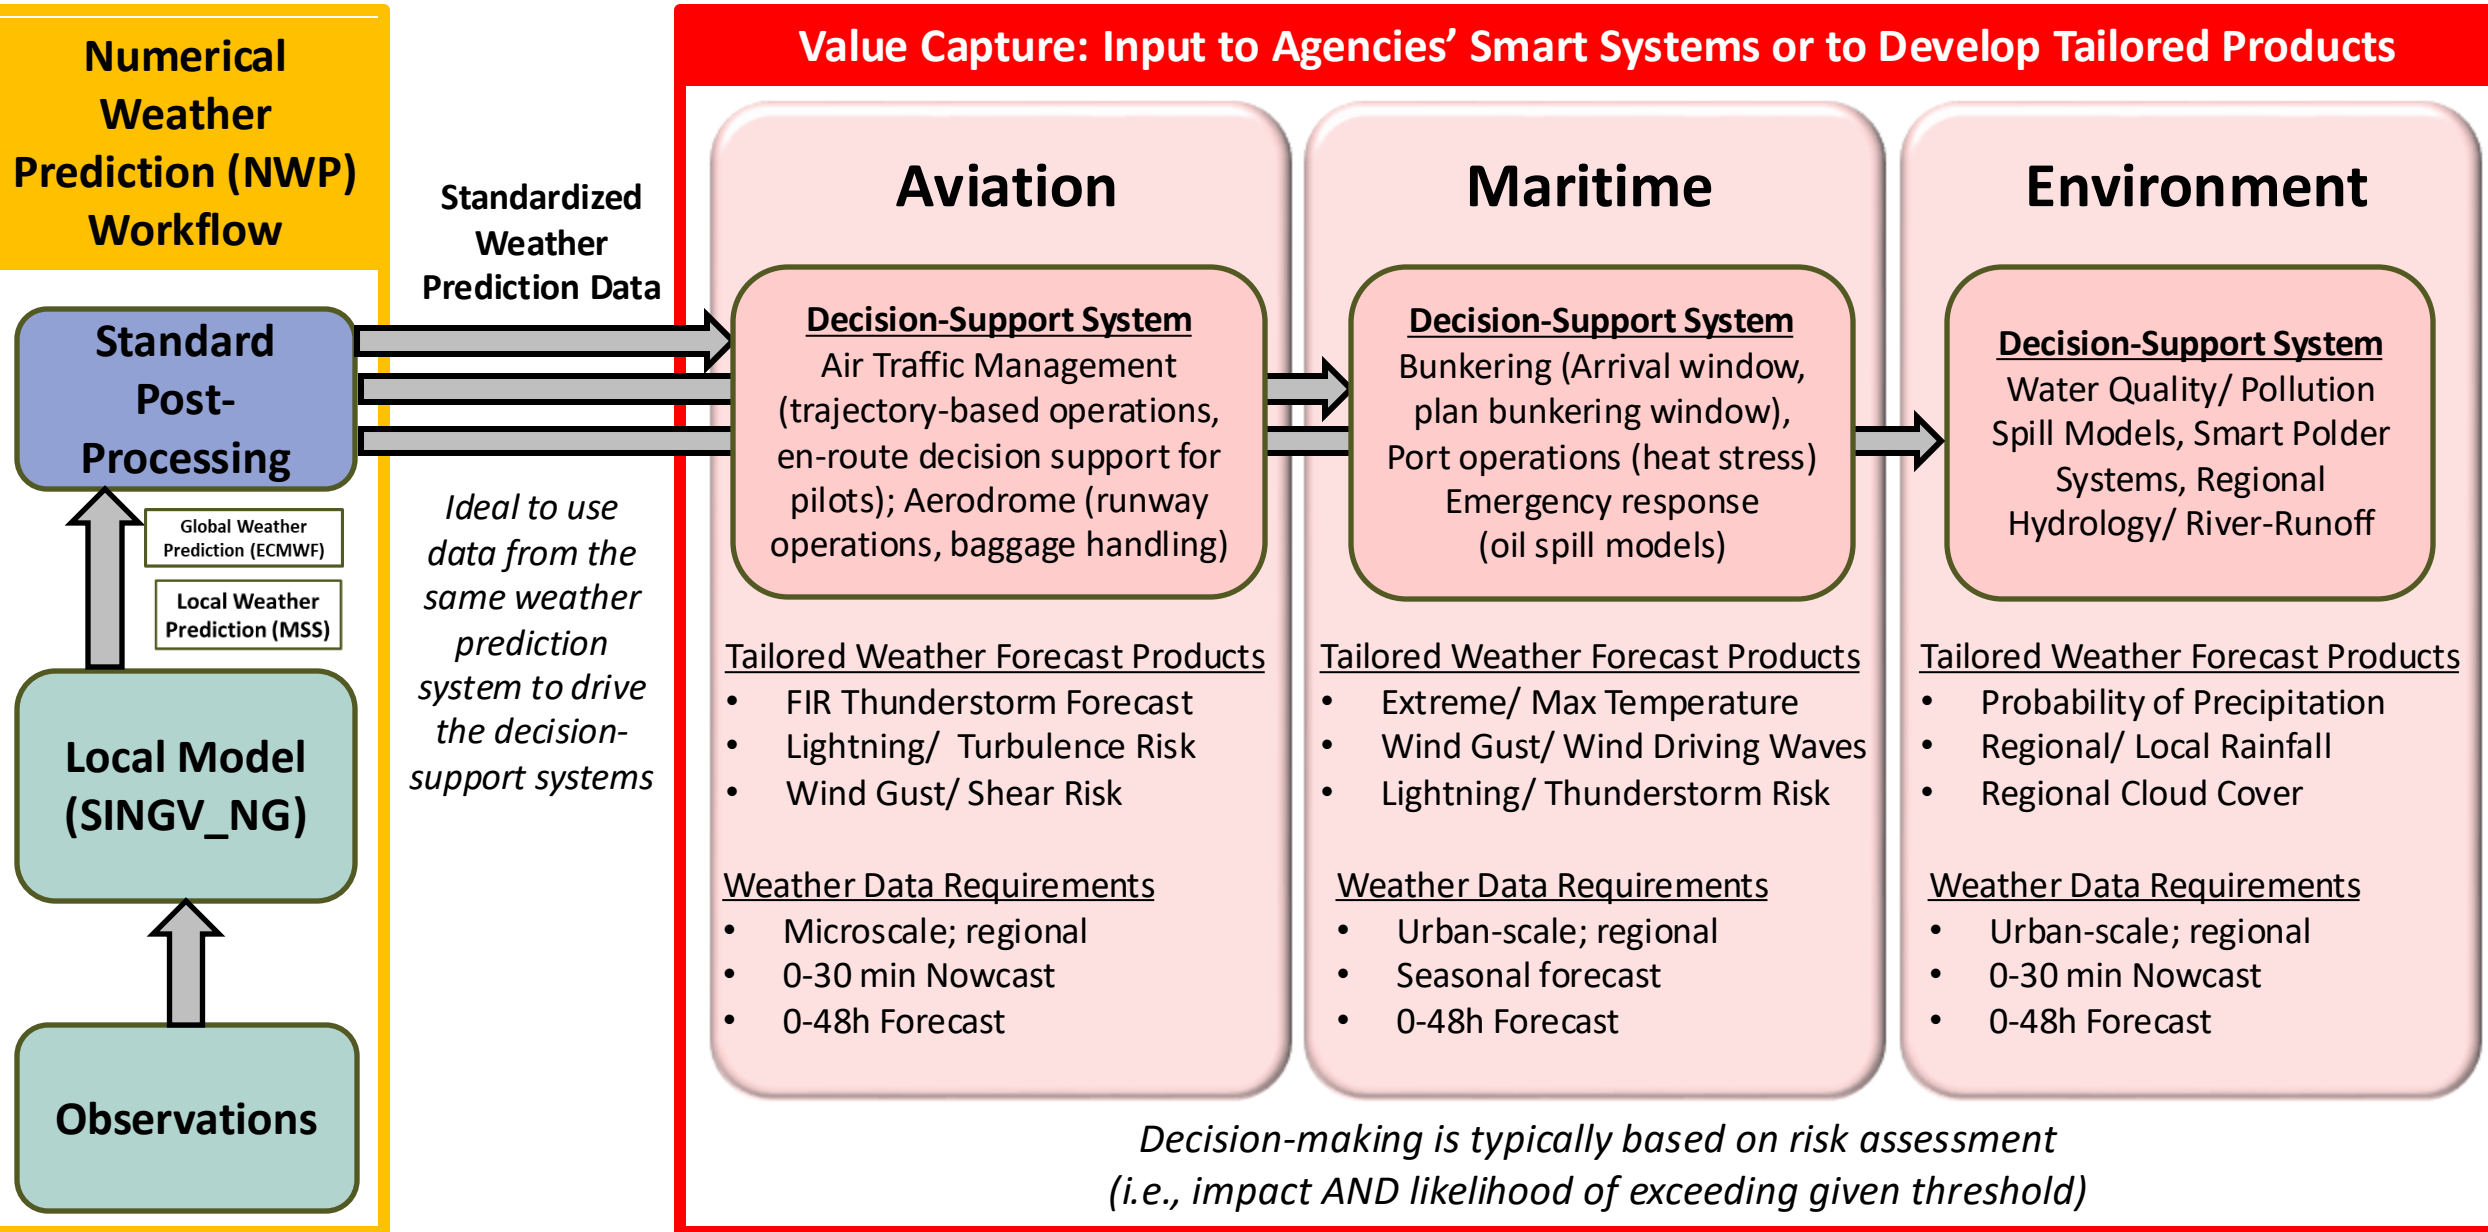 Numerical
Weather
Prediction (NWP)
Workflow
Standard
Post-
Processing
Global Weather
Prediction (ECMWF)
Local Weather
Prediction (MSS)
Local Model
(SINGV_NG)
Observations
Standardized
Weather
Prediction Data
Ideal to use
data from the
same weather
prediction
system to drive
the decision-
support systems
Value Capture: Input to Agencies’ Smart Systems or to Develop Tailored Products
Aviation
Decision-Support System
Air Traffic Management
(trajectory-based operations,
en-route decision support for
pilots); Aerodrome (runway
operations, baggage handling)
Tailored Weather Forecast Products
• FIR Thunderstorm Forecast
• Lightning/ Turbulence Risk
• Wind Gust/ Shear Risk
Weather Data Requirements
• Microscale; regional
• 0-30 min Nowcast
• 0-48h Forecast
Maritime
Decision-Support System
Bunkering (Arrival window,
plan bunkering window),
Port operations (heat stress)
Emergency response
(oil spill models)
Tailored Weather Forecast Products
• Extreme/ Max Temperature
• Wind Gust/ Wind Driving Waves
• Lightning/ Thunderstorm Risk
Weather Data Requirements
• Urban-scale; regional
• Seasonal forecast
• 0-48h Forecast
Environment
Decision-Support System
Water Quality/ Pollution
Spill Models, Smart Polder
Systems, Regional
Hydrology/ River-Runoff
Tailored Weather Forecast Products
• Probability of Precipitation
• Regional/ Local Rainfall
• Regional Cloud Cover
Weather Data Requirements
• Urban-scale; regional
• 0-30 min Nowcast
• 0-48h Forecast
Decision-making is typically based on risk assessment
(i.e., impact AND likelihood of exceeding given threshold)